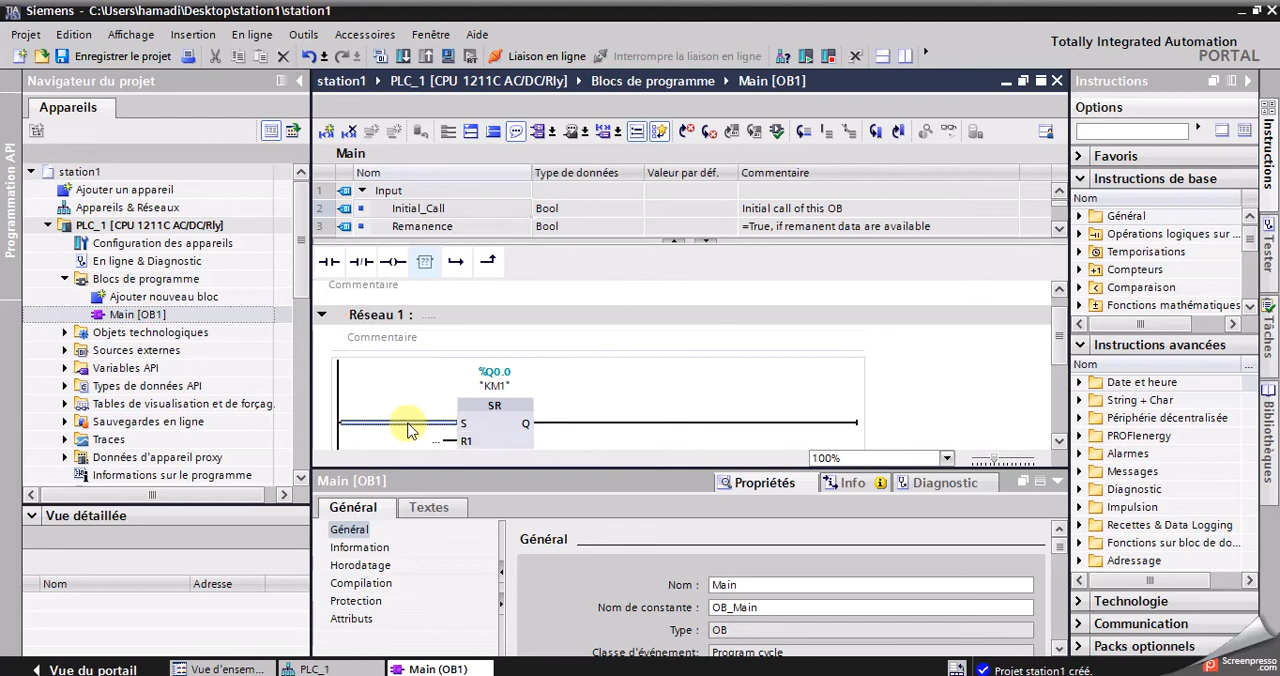 Siemens - C:\Users\hamadi\Desktop\station1\station1
Projet Edition Affichage Insertion En ligne Outils Accessoires Fenêtre Aide
Totally Integrated Automation
PORTAL
Enregistrer le projet
Liaison en ligne
Interrompre la liaison en ligne
Navigateur du projet
Appareils
station1
Ajouter un appareil
Appareils & Réseaux
PLC_1 [CPU 1211C AC/DC/Rly]
Configuration des appareils
En ligne & Diagnostic
Blocs de programme
Ajouter nouveau bloc
Main [OB1]
Objets technologiques
Sources externes
Variables API
Types de données API
Tables de visualisation et forçag.
Sauvegardes en ligne
Traces
Données d'appareil proxy
Informations sur le programme
Vue détaillée
Nom Adresse
Programmation API
station1 PLC_1 [CPU 1211C AC/DC/Rly] Blocs de programme Main [OB1]
Main
Nom Type de données Valeur par déf. Commentaire
1 Input
2 Initial_Call Bool Initial call of this OB
3 Remanence Bool =True, if remanent data are available
??
Commentaire
Réseau 1 : .....
Commentaire
%Q0.0
"KM1"
SR
S Q
... R1
100%
Main [OB1]
Propriétés Info Diagnostic
Général Textes
Général
Information
Horodatage
Compilation
Protection
Attributs
Général
Nom : Main
Nom de constante : OB_Main
Type : OB
Classe d'événement : Program cycle
Instructions
Options
Favoris
Instructions de base
Nom
Général
Opérations logiques sur ...
Temporisations
Compteurs
Comparaison
Fonctions mathématiques
Instructions avancées
Nom ...
Date et heure
String + Char
Périphérie décentralisée
PROFIenergy
Alarmes
Messages
Diagnostic
Impulsion
Recettes & Data Logging
Fonctions sur bloc de do...
Adressage
Technologie
Communication
Packs optionnels
Instructions
Tester
Tâches
Bibliothèques
Vue du portail
Vue d'ensem...
PLC_1
Main (OB1)
Projet station1 créé.
Screenpresso
.com